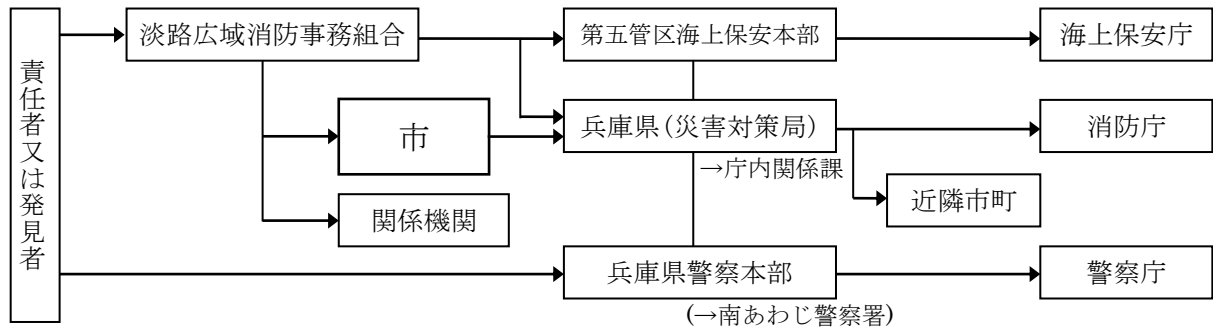 責任者又は発見者
淡路広域消防事務組合
第五管区海上保安本部
海上保安庁
市
兵庫県(災害対策局)
消防庁
→庁内関係課
関係機関
近隣市町
兵庫県警察本部
警察庁
(→南あわじ警察署)